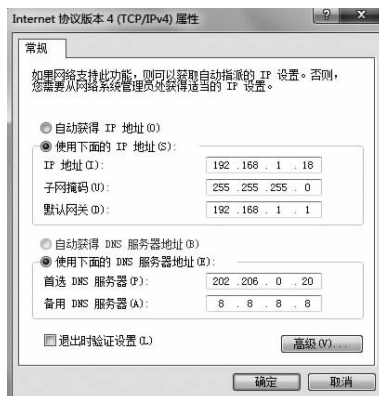 Internet 协议版本 4 (TCP/IPv4) 属性
常规
如果网络支持此功能，则可以获取自动指派的 IP 设置。否则，
您需要从网络系统管理员处获得适当的 IP 设置。
自动获得 IP 地址(O)
使用下面的 IP 地址(S):
IP 地址(I): 192 .168 . 1 . 18
子网掩码(U): 255 .255 .255 . 0
默认网关(D): 192 .168 . 1 . 1
自动获得 DNS 服务器地址(B)
使用下面的 DNS 服务器地址(E):
首选 DNS 服务器(P): 202 .206 . 0 . 20
备用 DNS 服务器(A): 8 . 8 . 8 . 8
退出时验证设置(L)
高级(V)...
确定 取消